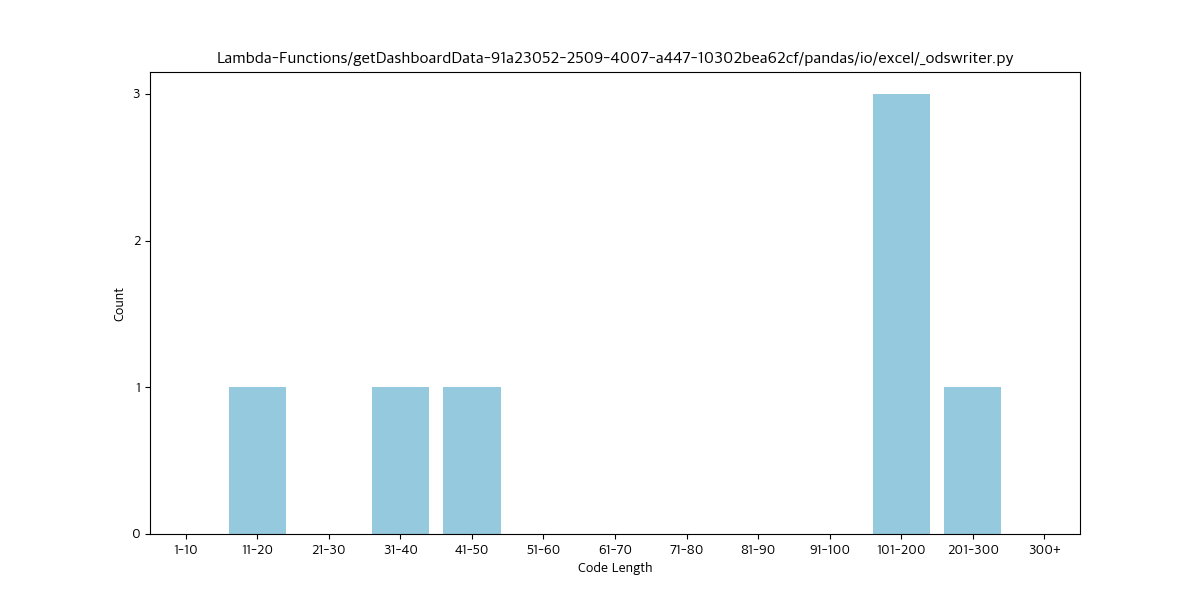 Lambda-Functions/getDashboardData-91a23052-2509-4007-a447-10302bea62cf/pandas/io/excel/_odswriter.py
3
2
1
0
Count
1-10 11-20 21-30 31-40 41-50 51-60 61-70 71-80 81-90 91-100 101-200 201-300 300+
Code Length